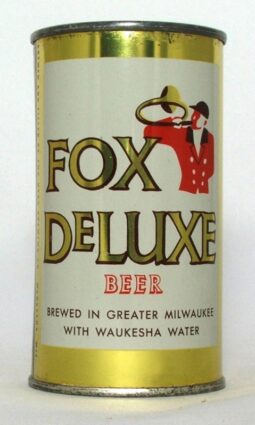 FOX
DELUXE
BEER
BREWED IN GREATER MILWAUKEE
WITH WAUKESHA WATER